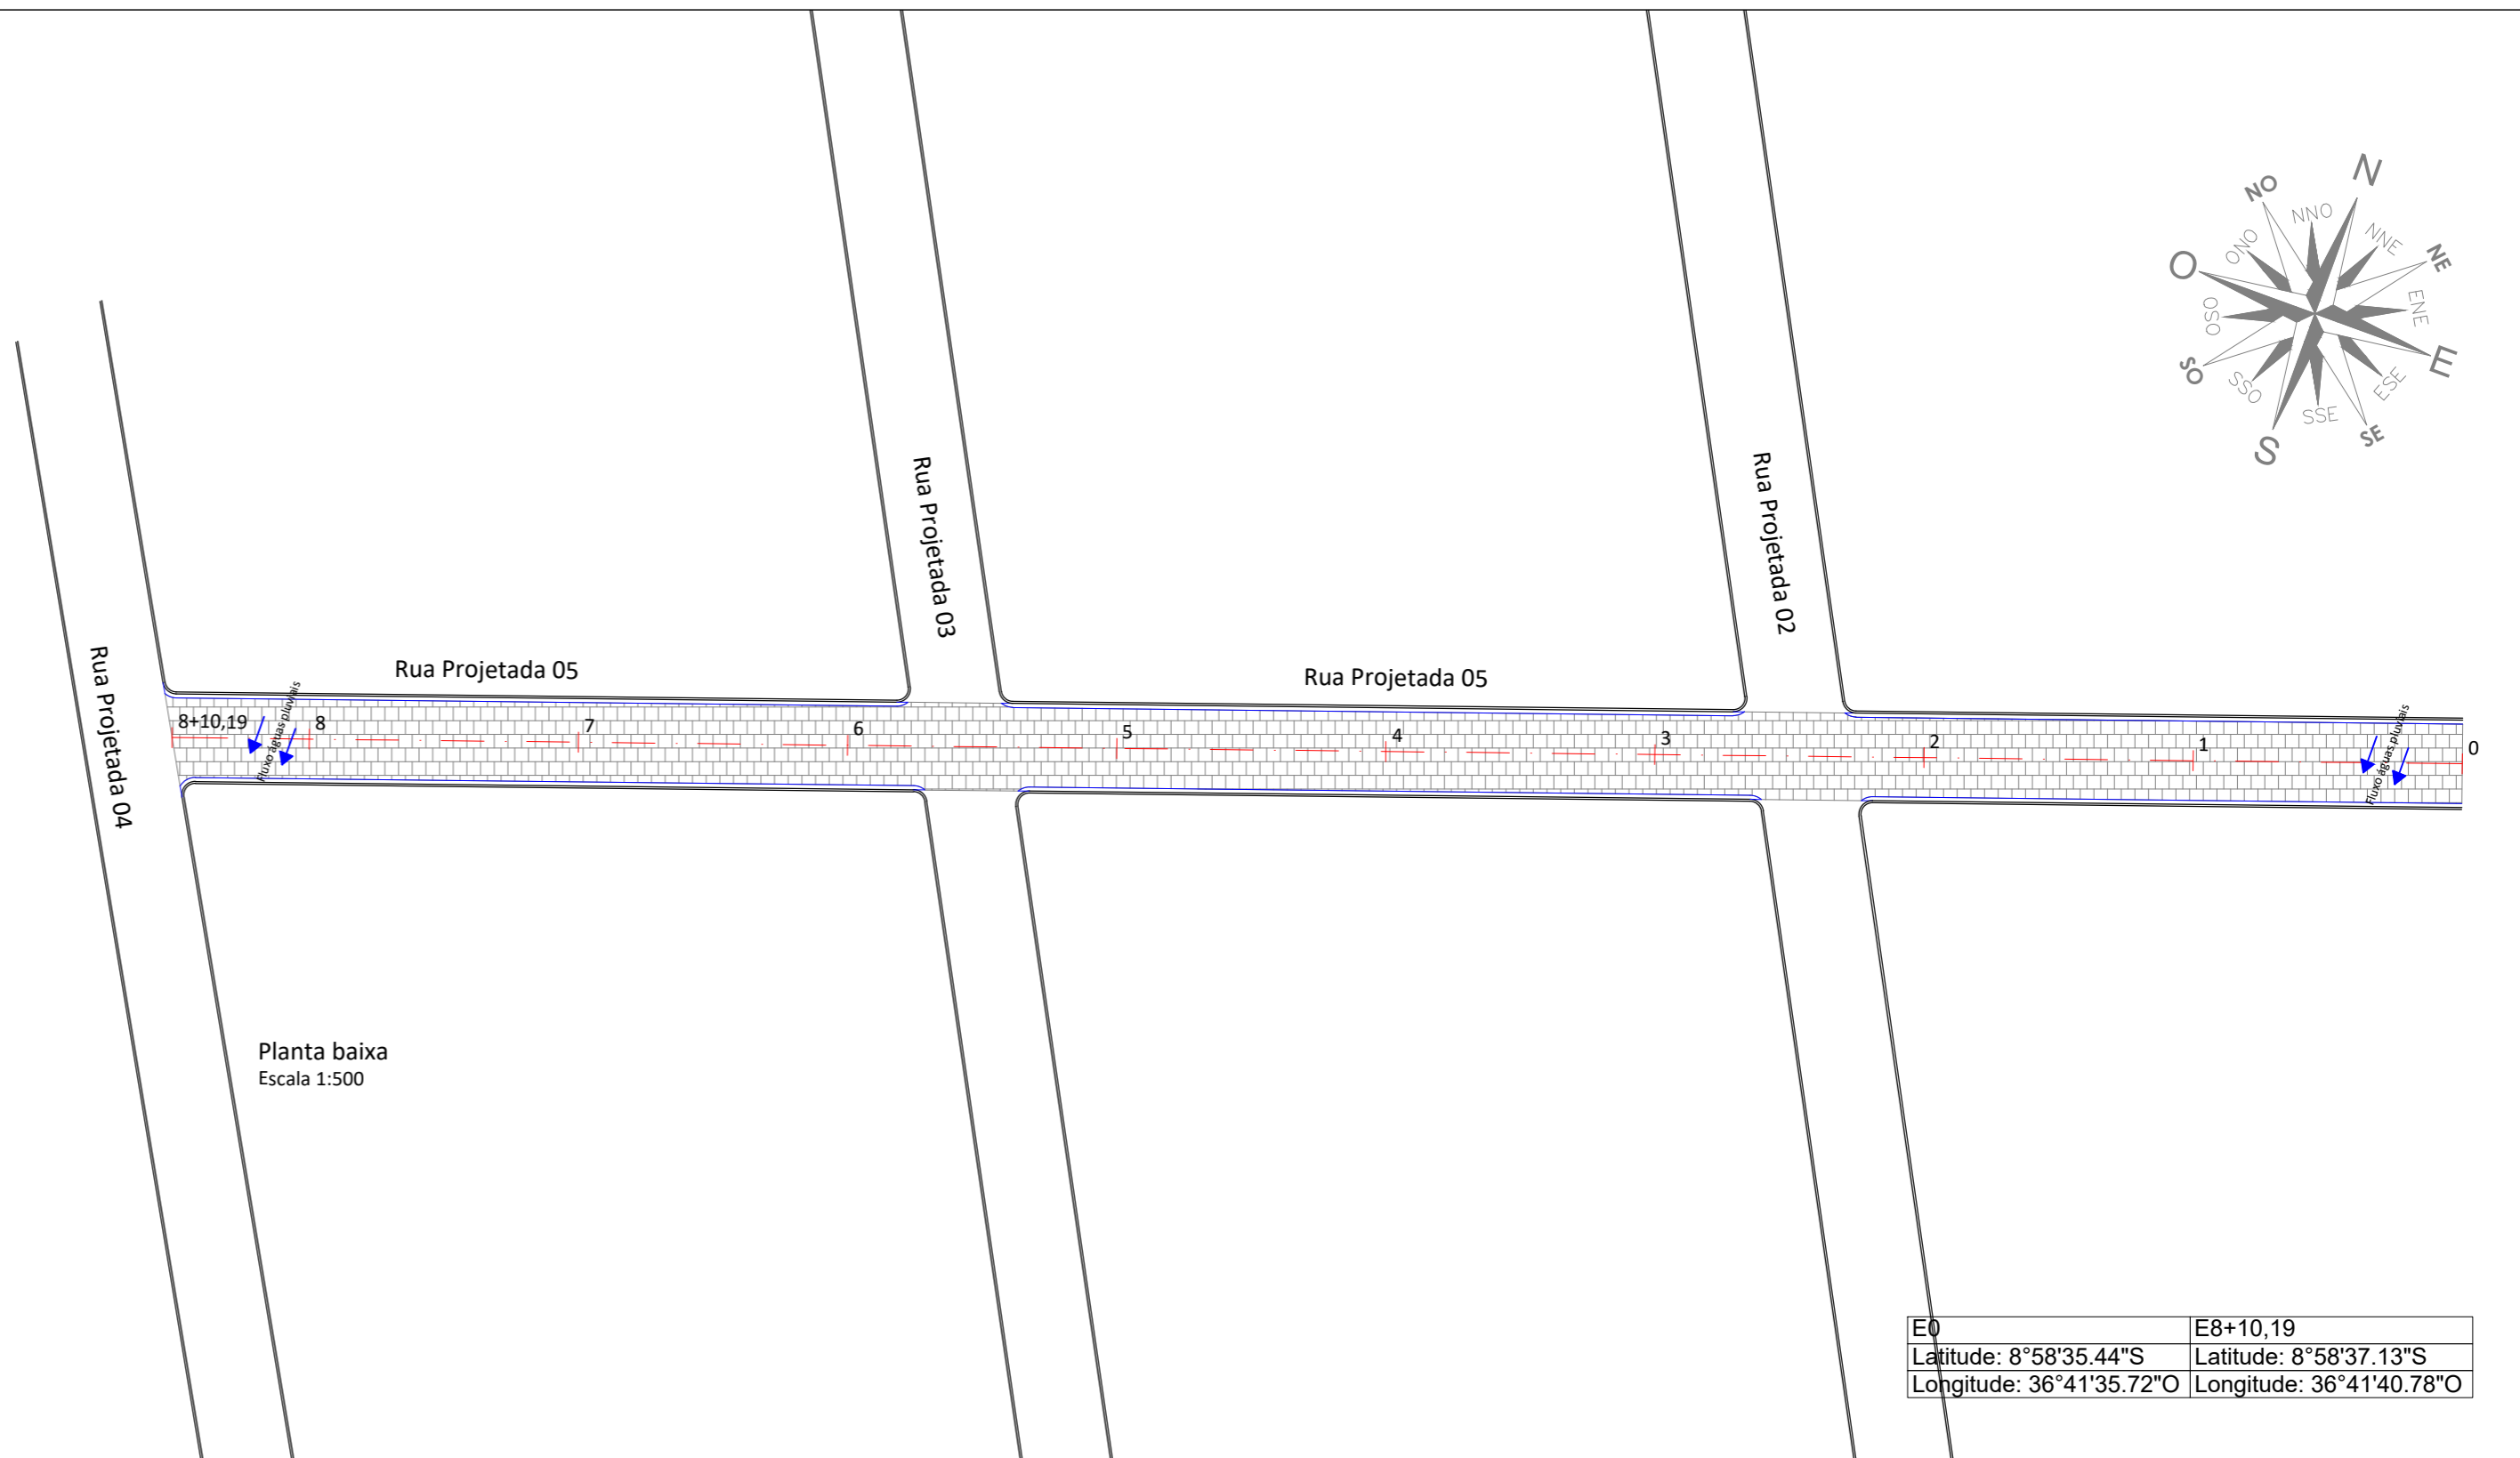 N
NO
NNO
NNE
NE
ONO
O
ENE
OSO
E
SO
SSO
ESE
SSE
SE
S
Rua Projetada 03
Rua Projetada 02
Rua Projetada 04
Rua Projetada 05
Rua Projetada 05
8+10,19
Fluxo águas pluviais
8
7
6
5
4
3
2
1
Fluxo águas pluviais
0
Planta baixa
Escala 1:500
E0 E8+10,19
Latitude: 8°58'35.44"S Latitude: 8°58'37.13"S
Longitude: 36°41'35.72"O Longitude: 36°41'40.78"O